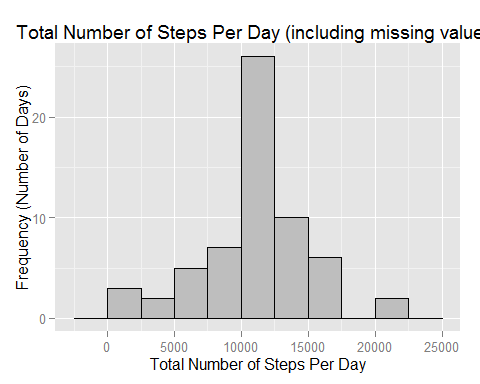 Total Number of Steps Per Day (including missing value
Frequency (Number of Days)
20
10
0
0 5000 10000 15000 20000 25000
Total Number of Steps Per Day